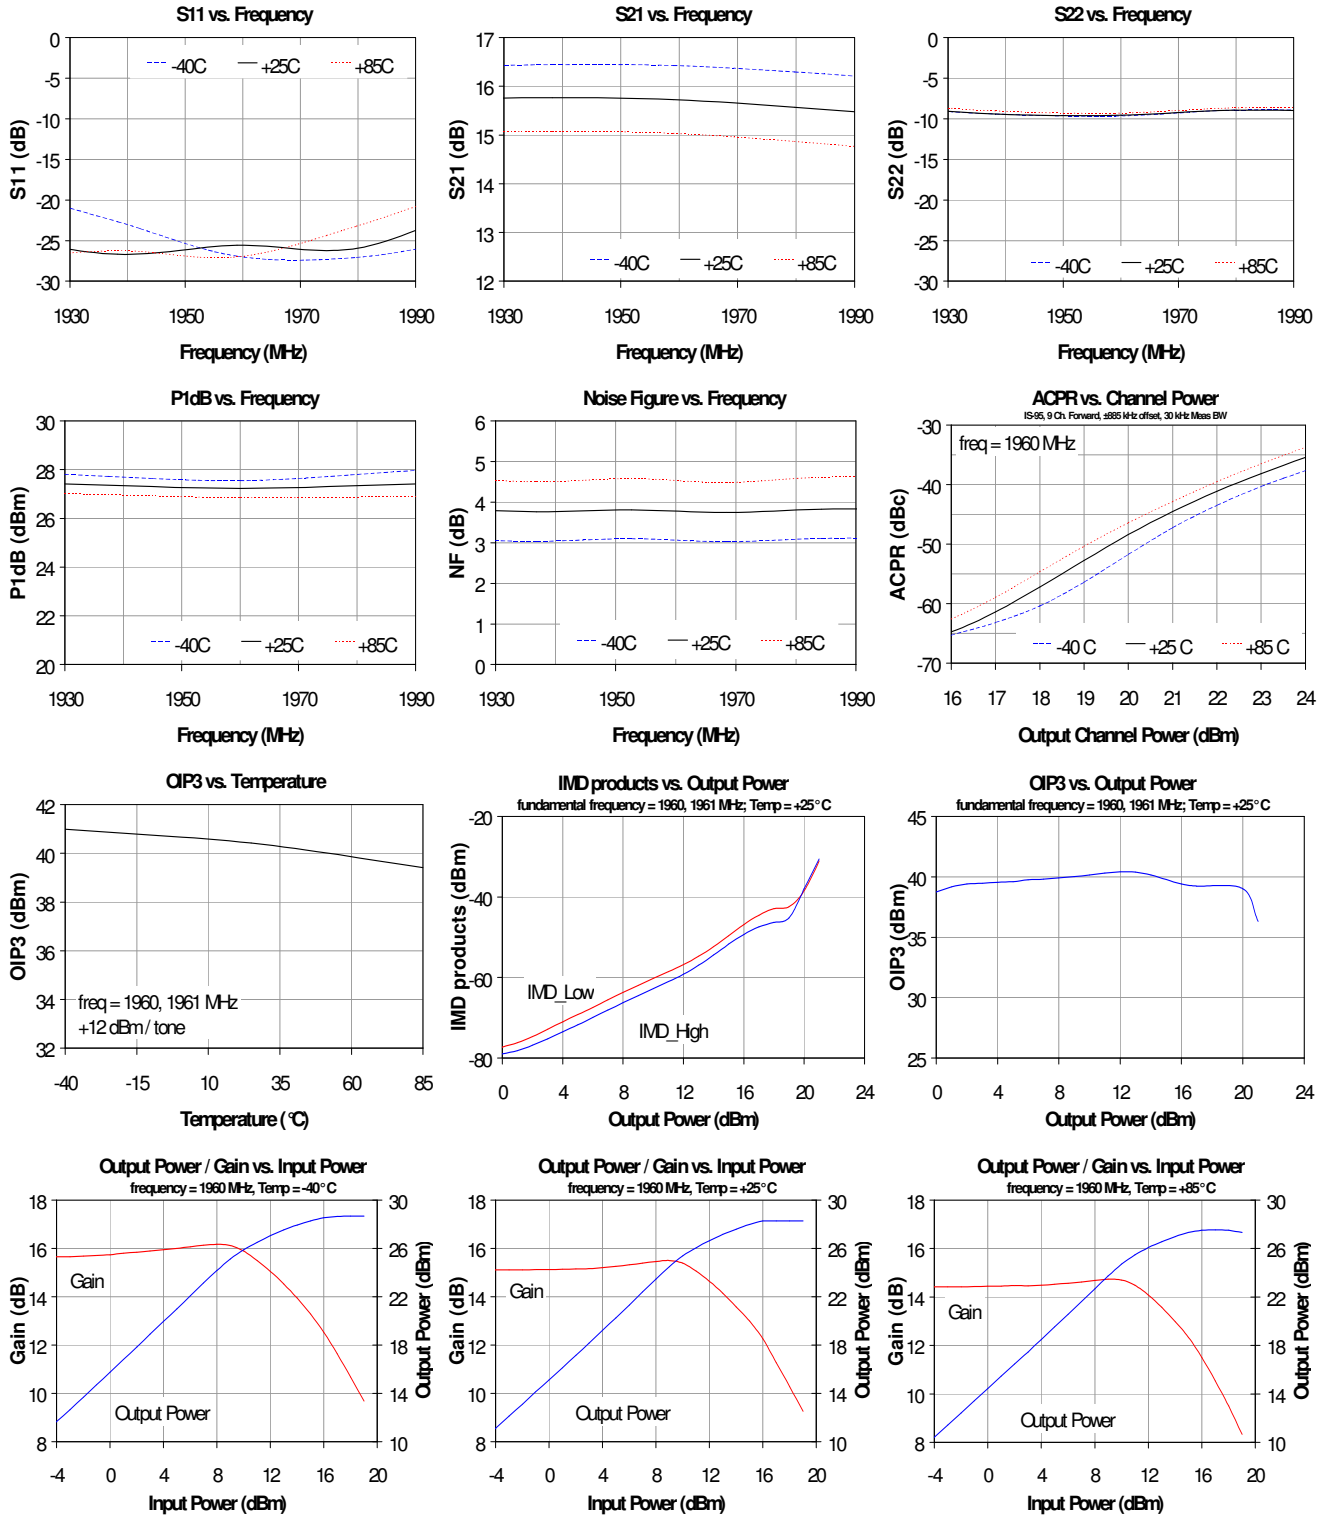 S11 vs. Frequency
0
-5
-10
-15
-20
-25
-30
S11 (dB)
-40C +25C +85C
1930 1950 1970 1990
Frequency (MHz)
S21 vs. Frequency
17
16
15
14
13
12
S21 (dB)
-40C +25C +85C
1930 1950 1970 1990
Frequency (MHz)
S22 vs. Frequency
0
-5
-10
-15
-20
-25
-30
S22 (dB)
-40C +25C +85C
1930 1950 1970 1990
Frequency (MHz)
P1dB vs. Frequency
30
28
26
24
22
20
P1dB (dBm)
-40C +25C +85C
1930 1950 1970 1990
Frequency (MHz)
Noise Figure vs. Frequency
6
5
4
3
2
1
0
NF (dB)
-40C +25C +85C
1930 1950 1970 1990
Frequency (MHz)
ACPR vs. Channel Power
IS-95, 9 Ch. Forward, ±885 kHz offset, 30 kHz Meas BW
freq = 1960 MHz
-30
-40
-50
-60
-70
ACPR (dBc)
-40 C +25 C +85 C
16 17 18 19 20 21 22 23 24
Output Channel Power (dBm)
OIP3 vs. Temperature
42
40
38
36
34
32
OIP3 (dBm)
freq = 1960, 1961 MHz
+12 dBm / tone
-40 -15 10 35 60 85
Temperature (°C)
IMD products vs. Output Power
fundamental frequency = 1960, 1961 MHz; Temp = +25° C
-20
-40
-60
-80
IMD products (dBm)
IMD_Low
IMD_High
0 4 8 12 16 20 24
Output Power (dBm)
OIP3 vs. Output Power
fundamental frequency = 1960, 1961 MHz; Temp = +25° C
45
40
35
30
25
OIP3 (dBm)
0 4 8 12 16 20 24
Output Power (dBm)
Output Power / Gain vs. Input Power
frequency = 1960 MHz, Temp = -40° C
18
16
14
12
10
8
Gain (dB)
Gain
Output Power
30
26
22
18
14
10
Output Power (dBm)
-4 0 4 8 12 16 20
Input Power (dBm)
Output Power / Gain vs. Input Power
frequency = 1960 MHz, Temp = +25° C
18
16
14
12
10
8
Gain (dB)
Gain
Output Power
30
26
22
18
14
10
Output Power (dBm)
-4 0 4 8 12 16 20
Input Power (dBm)
Output Power / Gain vs. Input Power
frequency = 1960 MHz, Temp = +85° C
18
16
14
12
10
8
Gain (dB)
Gain
Output Power
30
26
22
18
14
10
Output Power (dBm)
-4 0 4 8 12 16 20
Input Power (dBm)